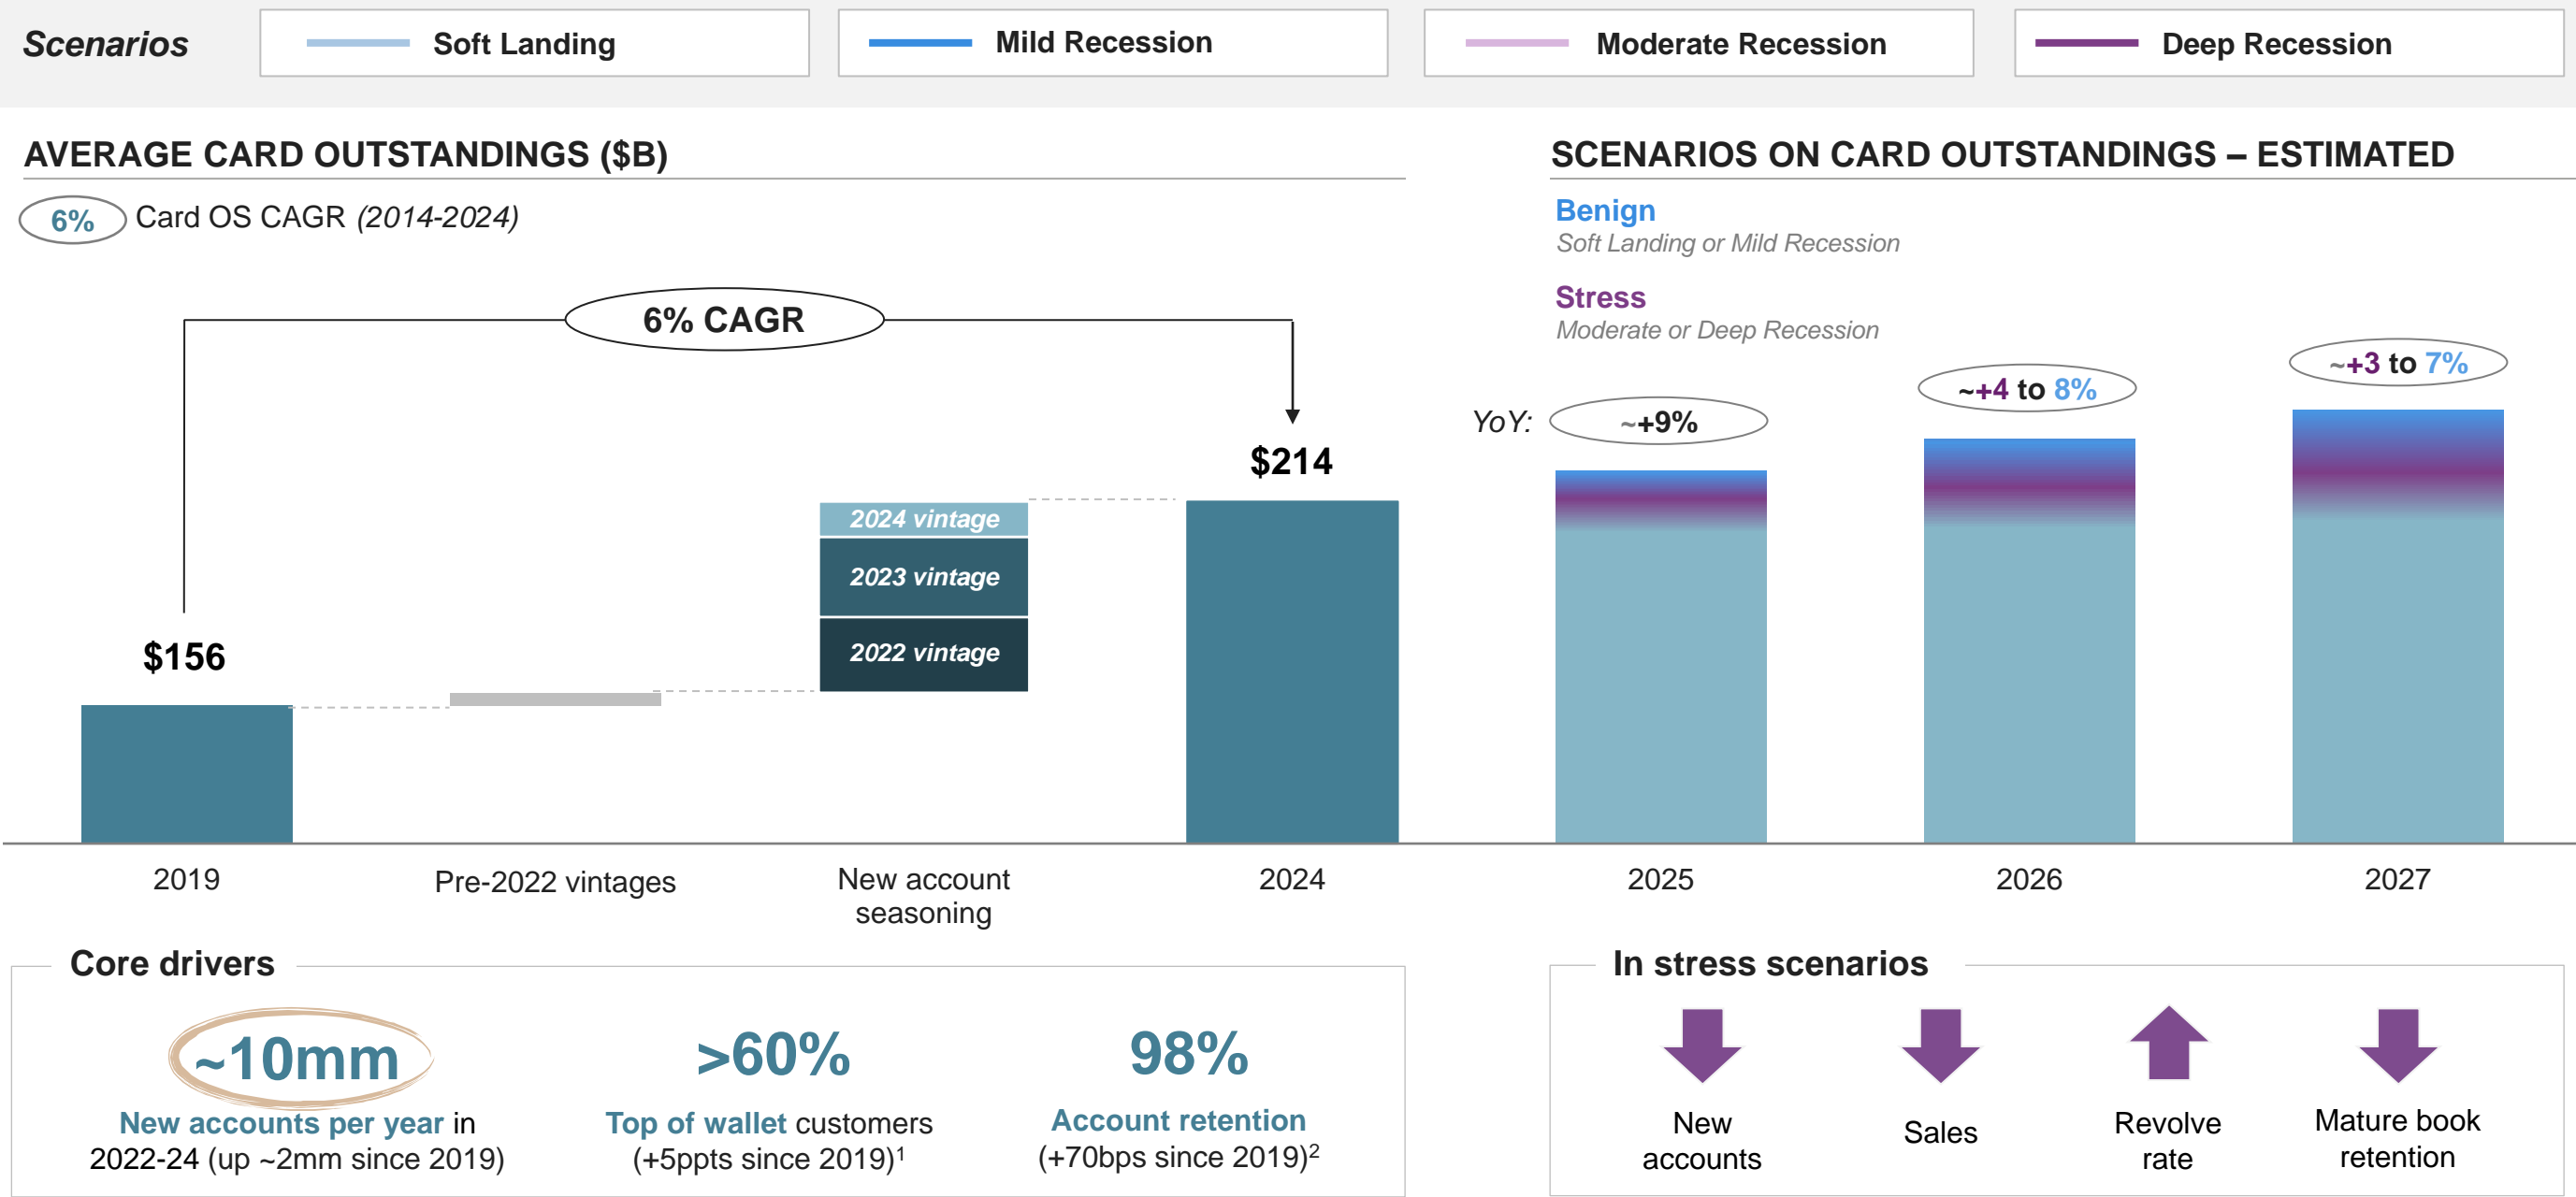 Scenarios
Soft Landing
Mild Recession
Moderate Recession
Deep Recession
AVERAGE CARD OUTSTANDINGS ($B)
6% Card OS CAGR (2014-2024)
6% CAGR
$156
2024 vintage
2023 vintage
2022 vintage
$214
2019
Pre-2022 vintages
New account
seasoning
2024
SCENARIOS ON CARD OUTSTANDINGS – ESTIMATED
Benign
Soft Landing or Mild Recession
Stress
Moderate or Deep Recession
YoY:
~+9%
~+4 to 8%
~+3 to 7%
2025
2026
2027
Core drivers
~10mm
New accounts per year in
2022-24 (up ~2mm since 2019)
>60%
Top of wallet customers
(+5ppts since 2019)1
98%
Account retention
(+70bps since 2019)2
In stress scenarios
New
accounts
Sales
Revolve
rate
Mature book
retention